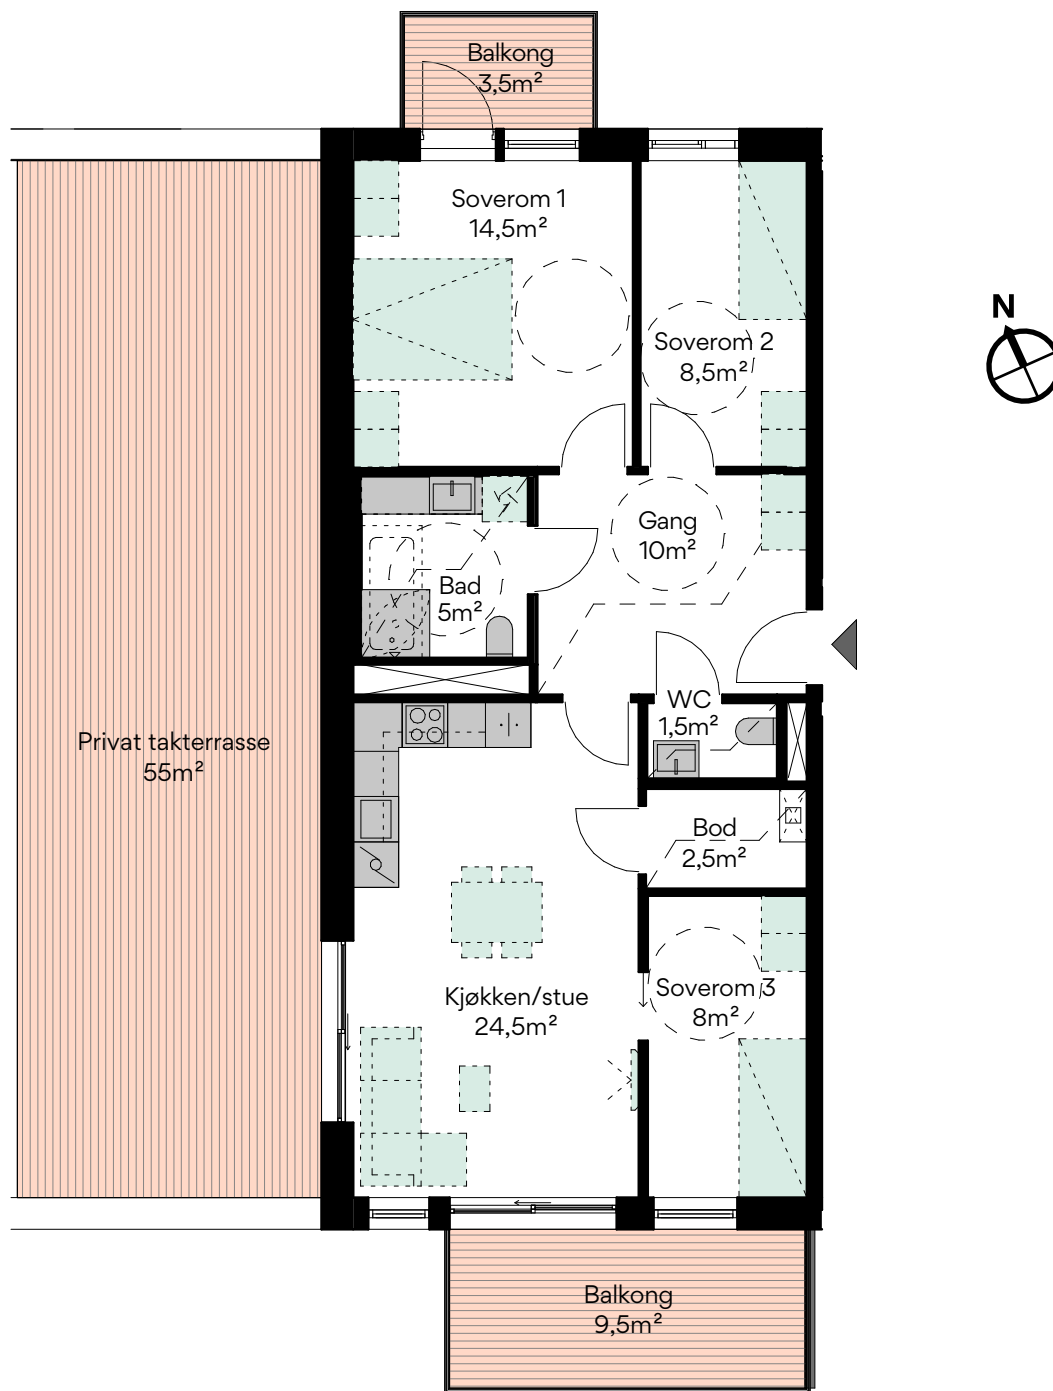 Balkong
3,5m²
Soverom 1
14,5m²
N
Soverom 2
8,5m²
Gang
10m²
Bad
5m²
WC
1,5m²
Privat takterrasse
55m²
Bod
2,5m²
Soverom 3
8m²
Kjøkken/stue
24,5m²
Balkong
9,5m²